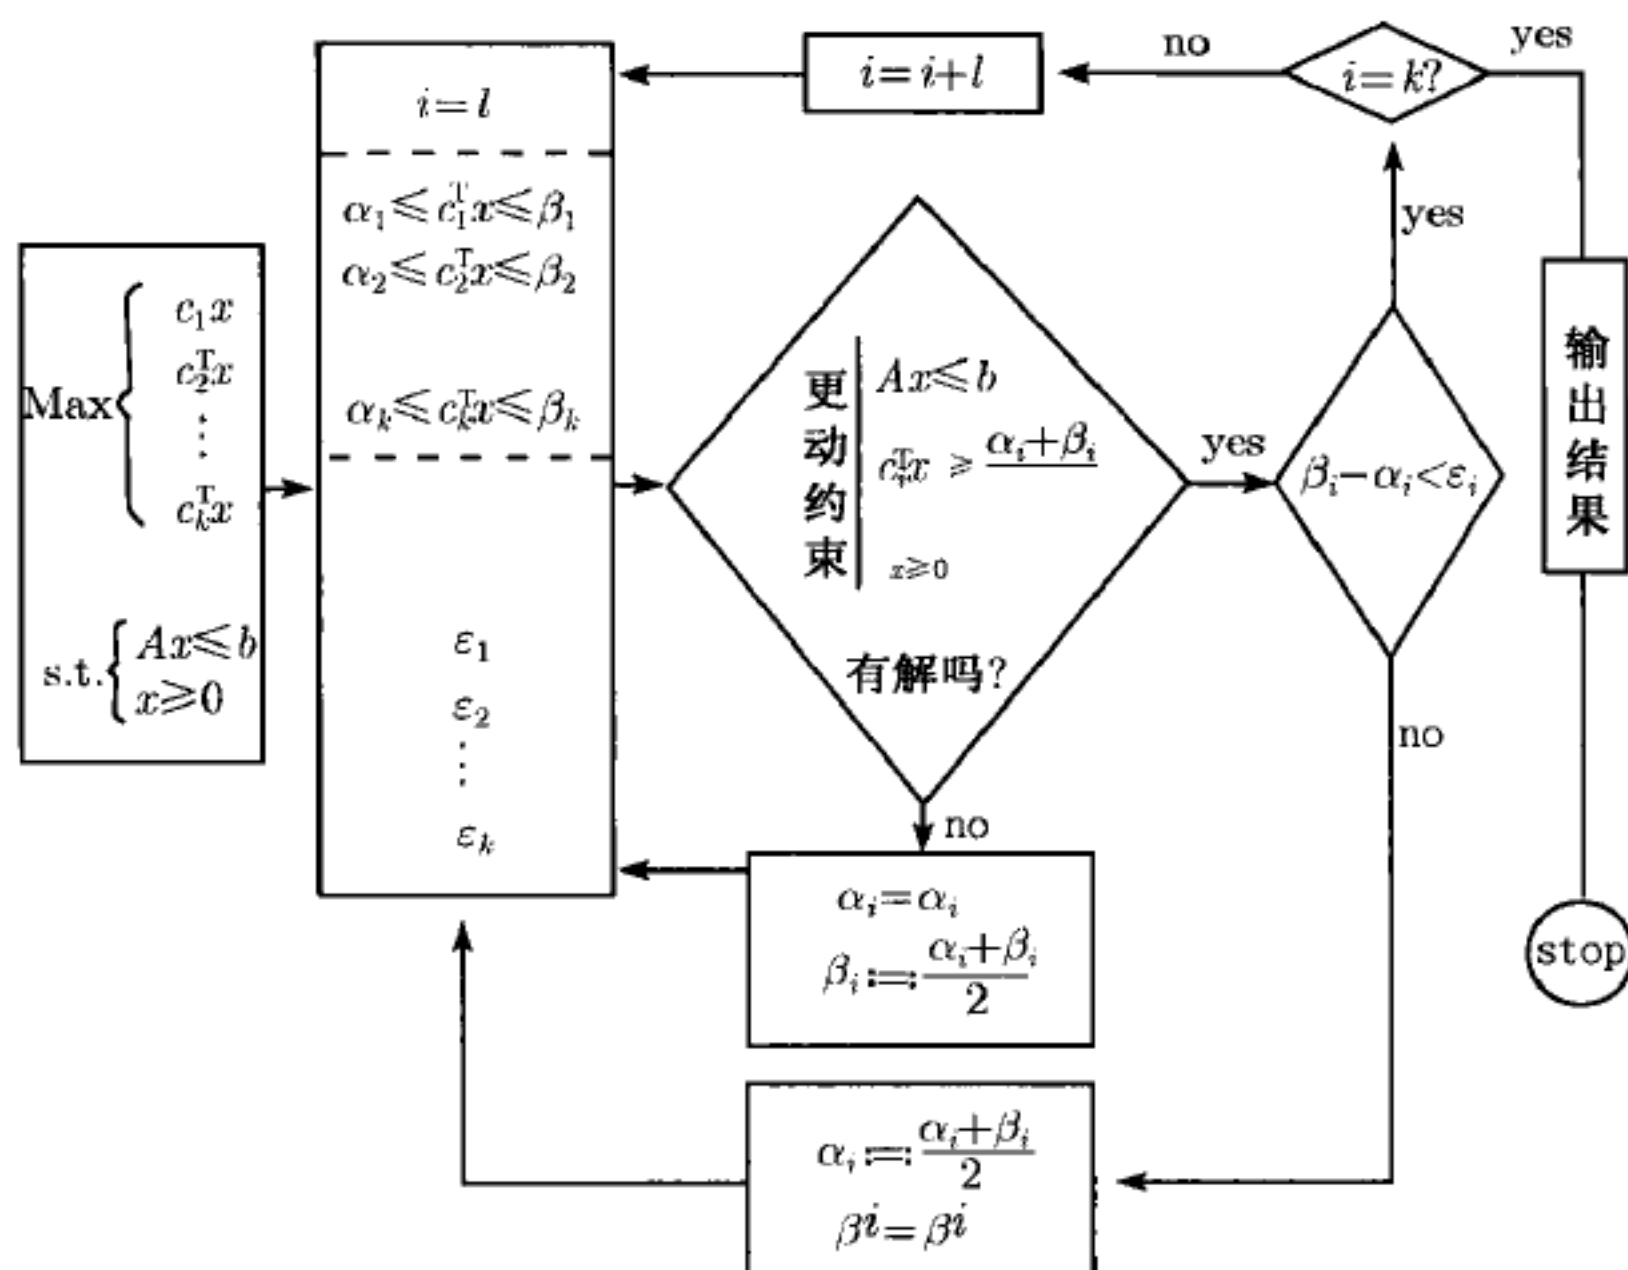 Max
c₁x
c₂ᵀx
⋮
cₖᵀx
s.t.
Ax⩽b
x⩾0
i=l
α₁⩽c₁ᵀx⩽β₁
α₂⩽c₂ᵀx⩽β₂
αₖ⩽cₖᵀx⩽βₖ
ε₁
ε₂
⋮
εₖ
i=i+l
no
i=k?
yes
更动约束
Ax⩽b
cᵢᵀx ⩾ αᵢ+βᵢ
x⩾0
有解吗?
yes
βᵢ−αᵢ<εᵢ
yes
no
no
αᵢ=αᵢ
βᵢ:=(αᵢ+βᵢ)/2
αᵢ:=(αᵢ+βᵢ)/2
βⁱ=βⁱ
输出结果
stop